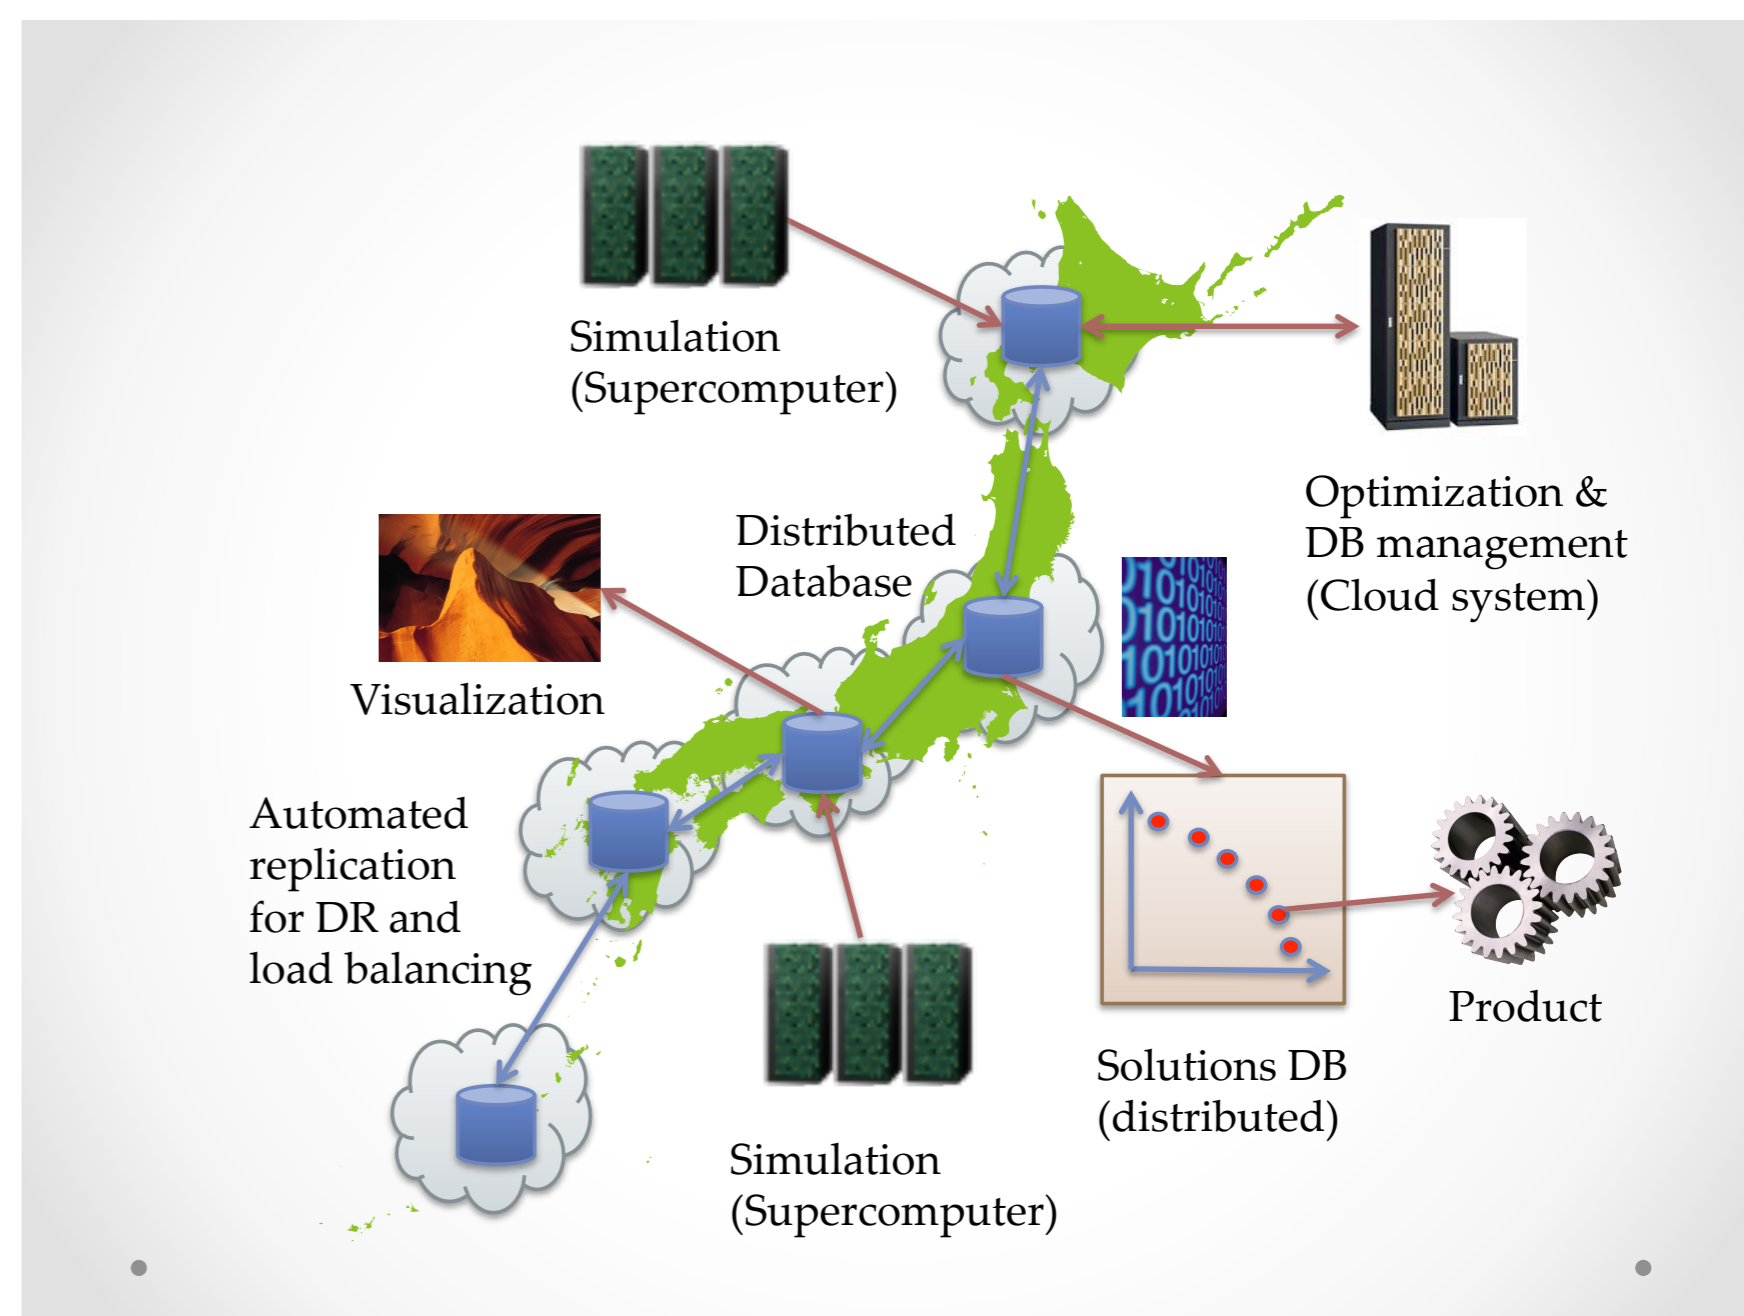 Simulation
(Supercomputer)
Optimization &
DB management
(Cloud system)
Distributed
Database
Visualization
Automated
replication
for DR and
load balancing
Product
Solutions DB
(distributed)
Simulation
(Supercomputer)